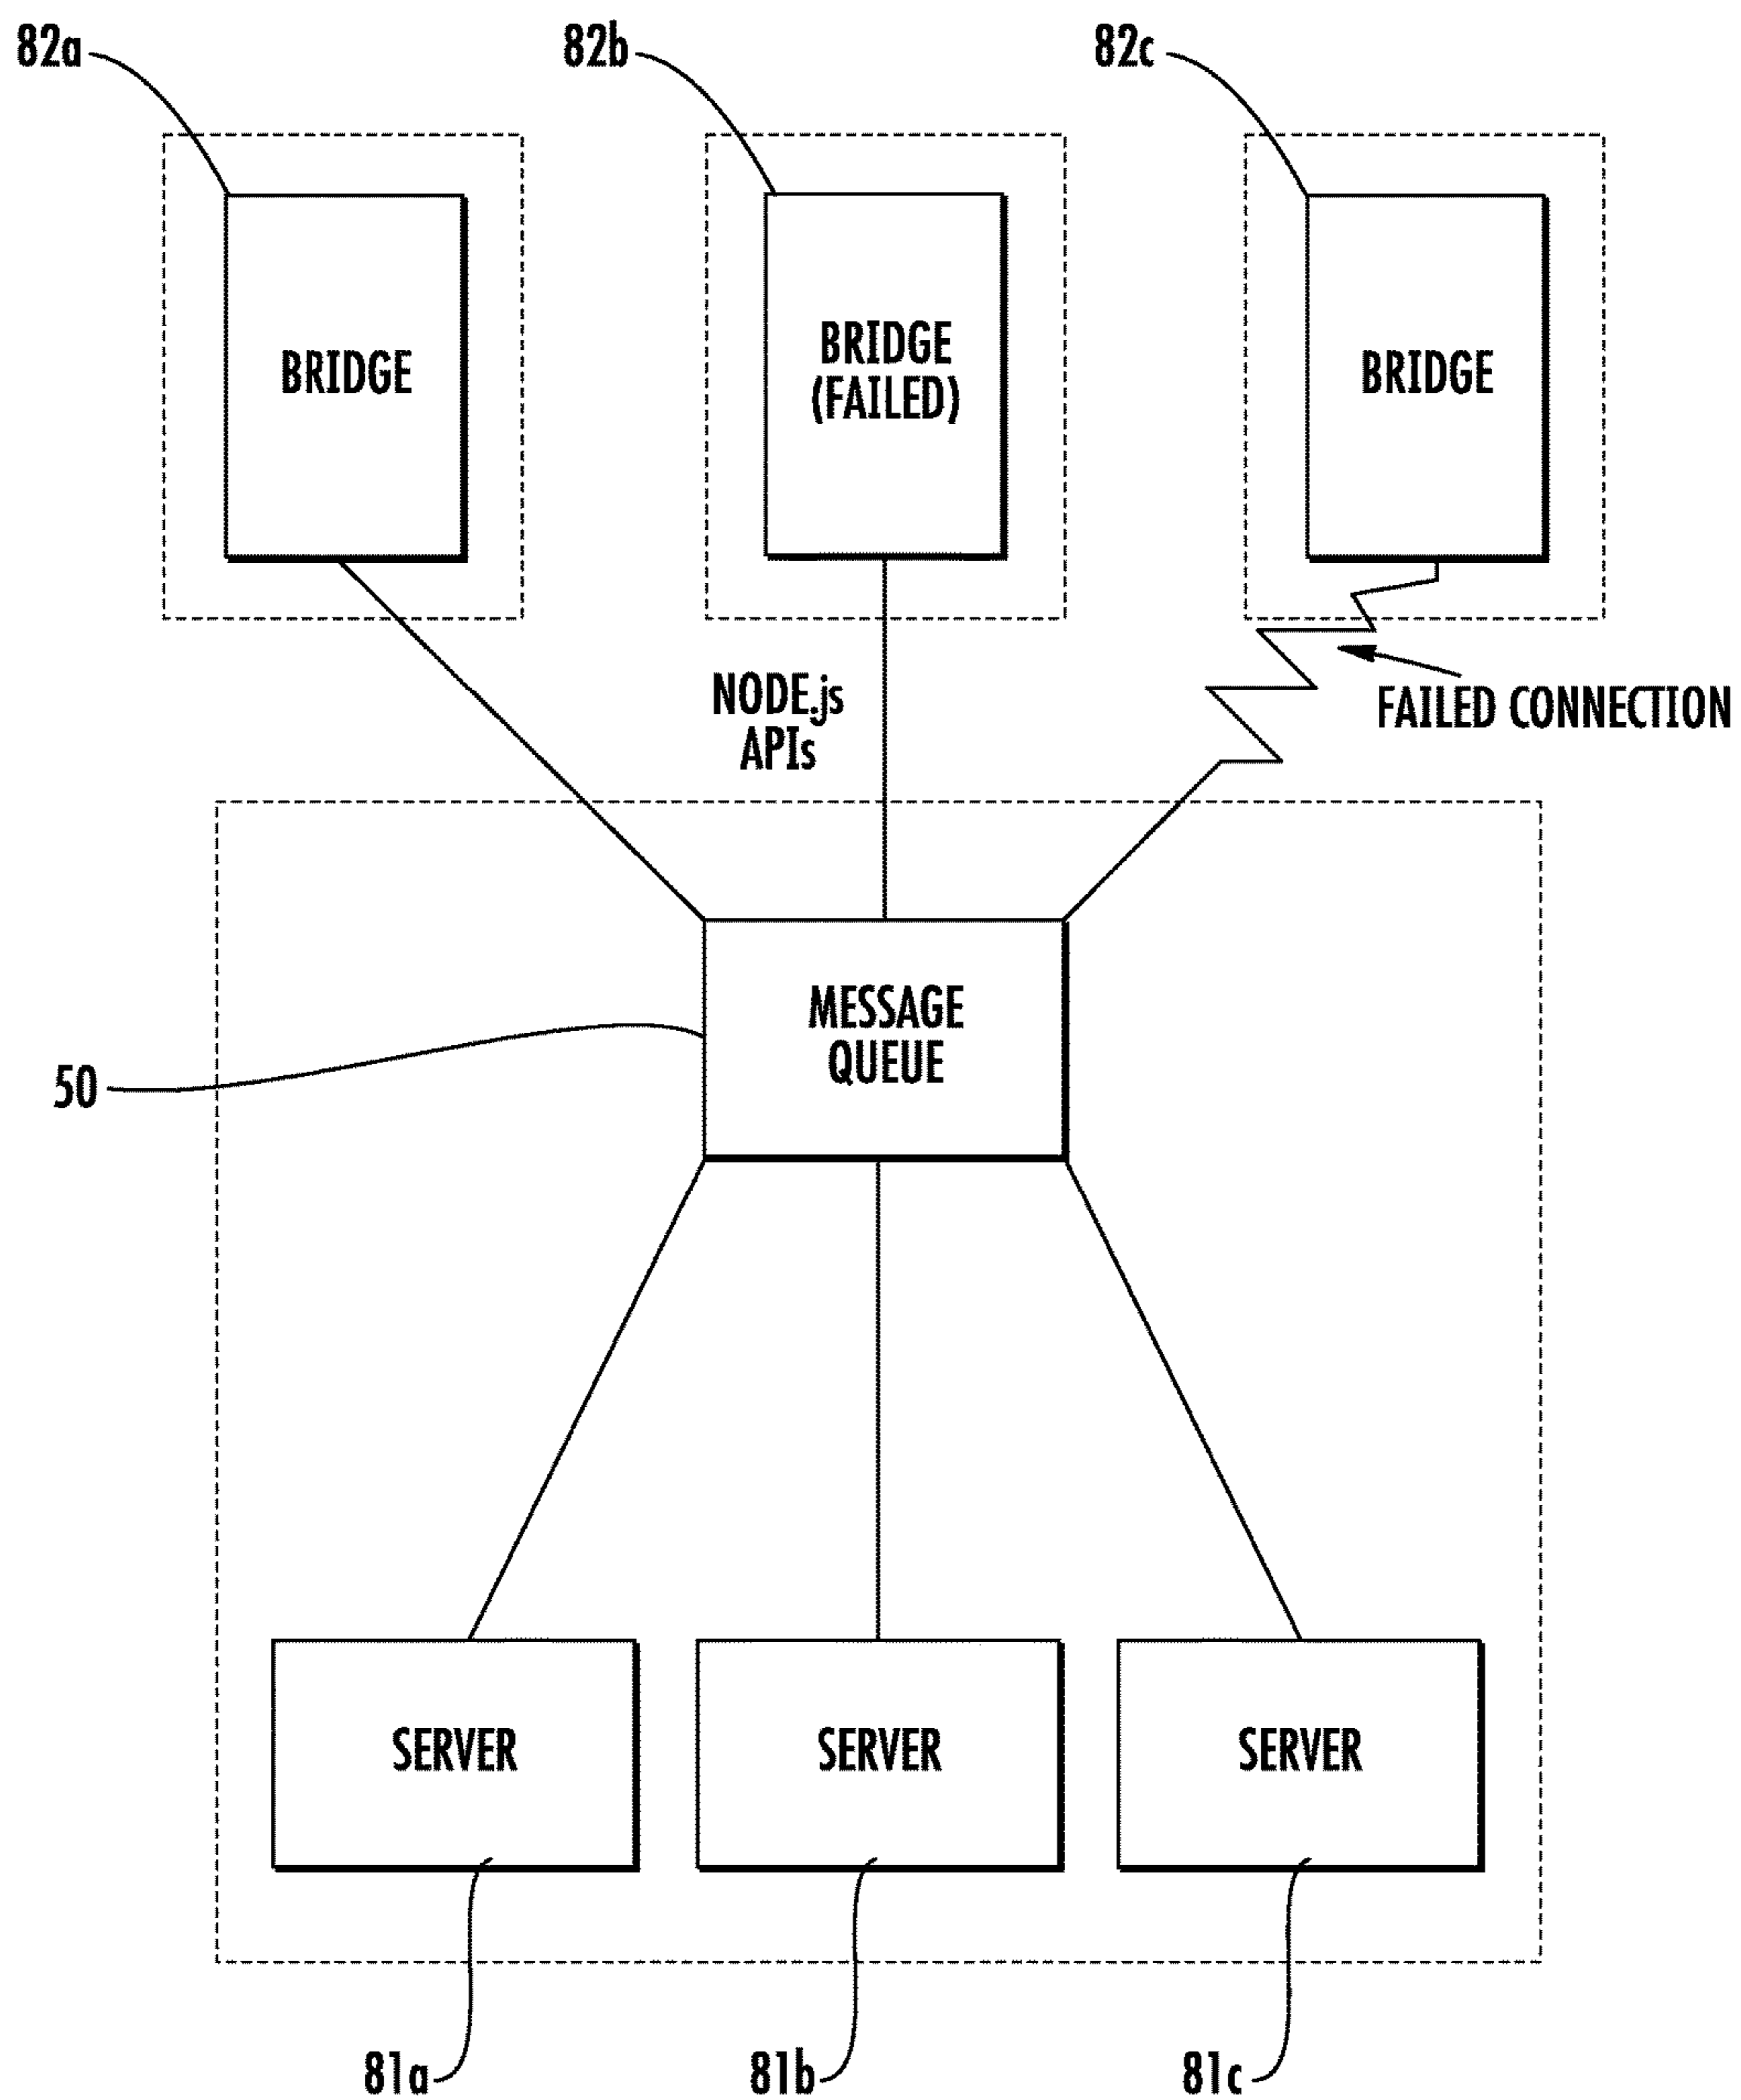 82a
82b
82c
BRIDGE
BRIDGE
(FAILED)
BRIDGE
NODE.js
APIs
FAILED CONNECTION
MESSAGE
QUEUE
50
SERVER
SERVER
SERVER
81a
81b
81c